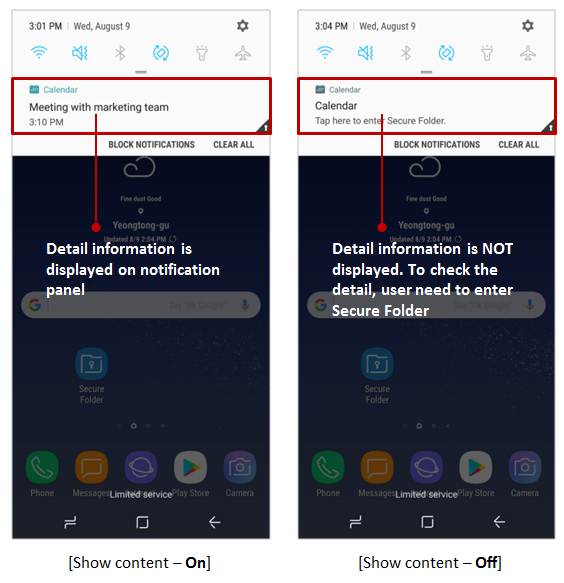 3:01 PM | Wed, August 9
Calendar
Meeting with marketing team
3:10 PM
BLOCK NOTIFICATIONS CLEAR ALL
Fine dust Good
Yeongtong-gu
Updated 8/9 2:04 PM
Detail information is
displayed on notification
panel
Say "Ok Google"
Secure
Folder
Phone Messages Internet Play Store Camera
Limited service
[Show content – On]
3:04 PM | Wed, August 9
Calendar
Calendar
Tap here to enter Secure Folder.
BLOCK NOTIFICATIONS CLEAR ALL
Fine dust Good
Yeongtong-gu
Updated 8/9 2:04 PM
Detail information is NOT
displayed. To check the
detail, user need to enter
Secure Folder
Say "Ok Google"
Secure
Folder
Phone Messages Internet Play Store Camera
Limited service
[Show content – Off]